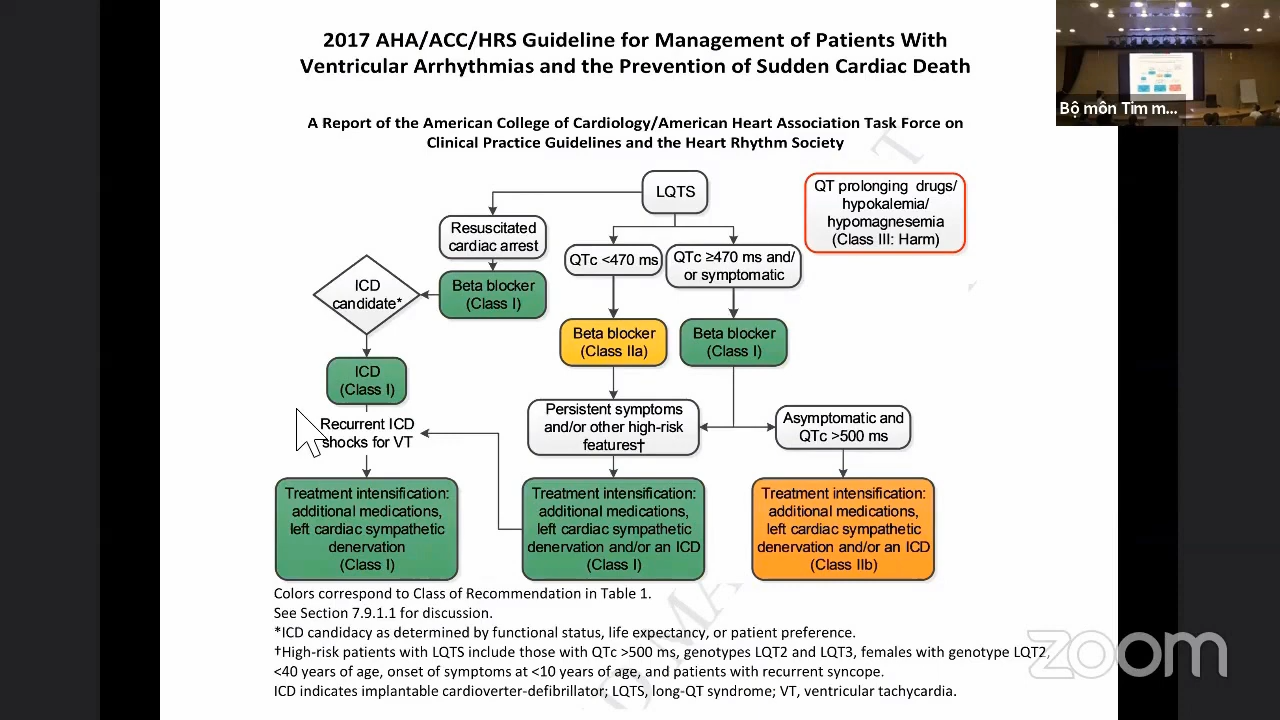 2017 AHA/ACC/HRS Guideline for Management of Patients With
Ventricular Arrhythmias and the Prevention of Sudden Cardiac Death
Bộ môn Tim m...
A Report of the American College of Cardiology/American Heart Association Task Force on
Clinical Practice Guidelines and the Heart Rhythm Society
LQTS
QT prolonging drugs/
hypokalemia/
hypomagnesemia
(Class III: Harm)
Resuscitated
cardiac arrest
QTc <470 ms
QTc ≥470 ms and/
or symptomatic
ICD
candidate*
Beta blocker
(Class I)
Beta blocker
(Class IIa)
Beta blocker
(Class I)
ICD
(Class I)
Recurrent ICD
shocks for VT
Persistent symptoms
and/or other high-risk
features†
Asymptomatic and
QTc >500 ms
Treatment intensification:
additional medications,
left cardiac sympathetic
denervation
(Class I)
Treatment intensification:
additional medications,
left cardiac sympathetic
denervation and/or an ICD
(Class I)
Treatment intensification:
additional medications,
left cardiac sympathetic
denervation and/or an ICD
(Class IIb)
Colors correspond to Class of Recommendation in Table 1.
See Section 7.9.1.1 for discussion.
*ICD candidacy as determined by functional status, life expectancy, or patient preference.
†High-risk patients with LQTS include those with QTc >500 ms, genotypes LQT2 and LQT3, females with genotype LQT2,
<40 years of age, onset of symptoms at <10 years of age, and patients with recurrent syncope.
ICD indicates implantable cardioverter-defibrillator; LQTS, long-QT syndrome; VT, ventricular tachycardia.
zoom